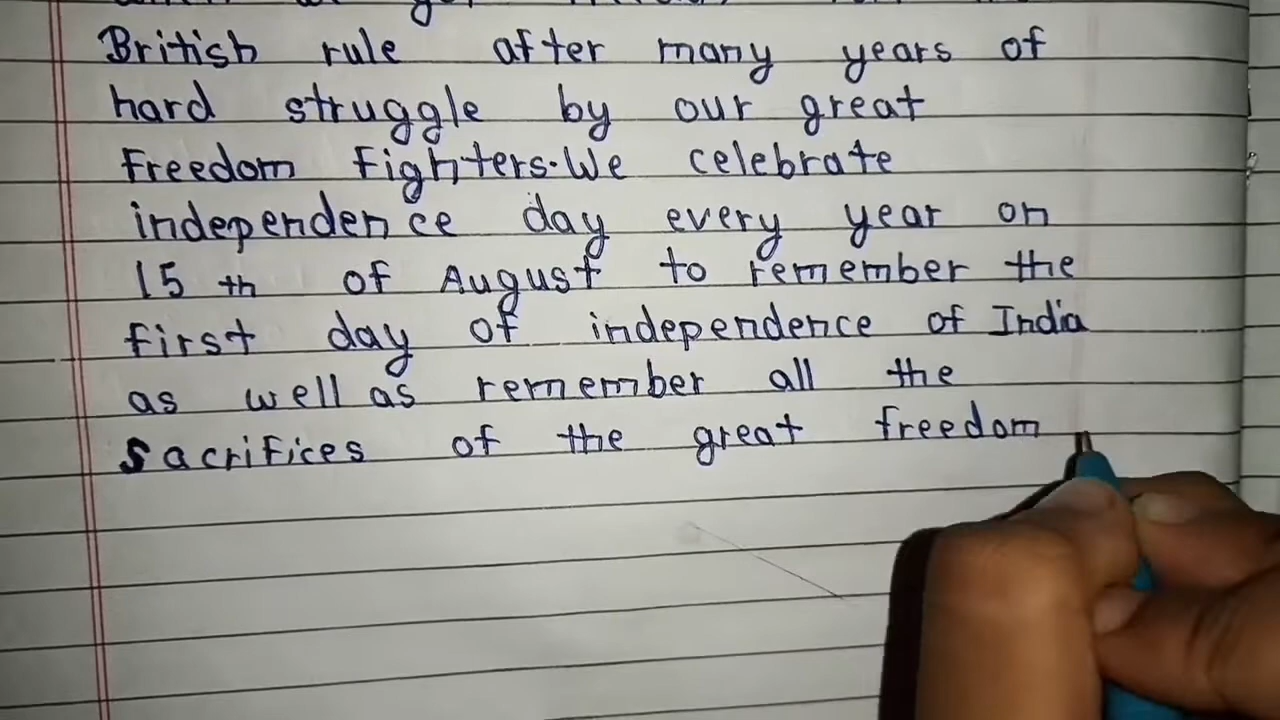 British rule after many years of
hard struggle by our great
Freedom Fighters. We celebrate
independence day every year on
15 th of August to remember the
first day of independence of India
as well as remember all the
Sacrifices of the great freedom